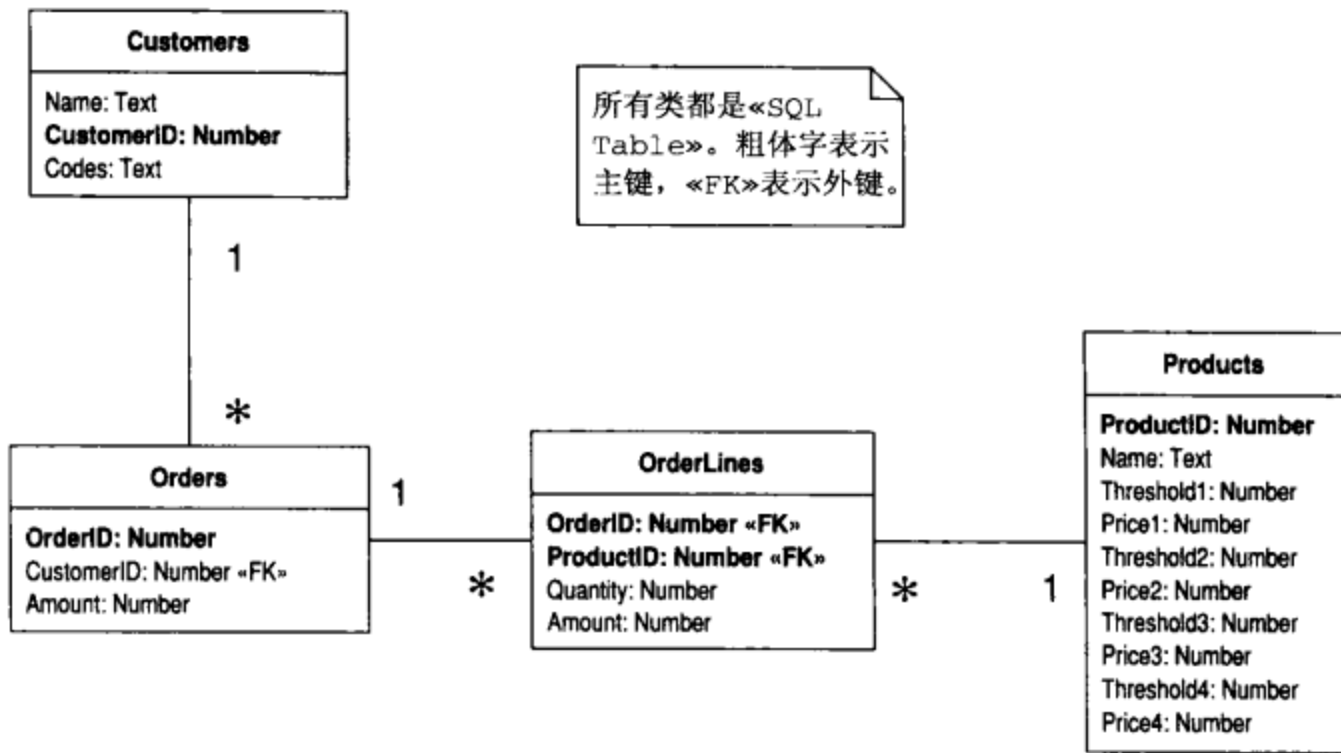 Customers
Name: Text
CustomerID: Number
Codes: Text
所有类都是«SQL
Table»。粗体字表示
主键，«FK»表示外键。
1
*
Orders
OrderID: Number
CustomerID: Number «FK»
Amount: Number
1
*
OrderLines
OrderID: Number «FK»
ProductID: Number «FK»
Quantity: Number
Amount: Number
*
1
Products
ProductID: Number
Name: Text
Threshold1: Number
Price1: Number
Threshold2: Number
Price2: Number
Threshold3: Number
Price3: Number
Threshold4: Number
Price4: Number